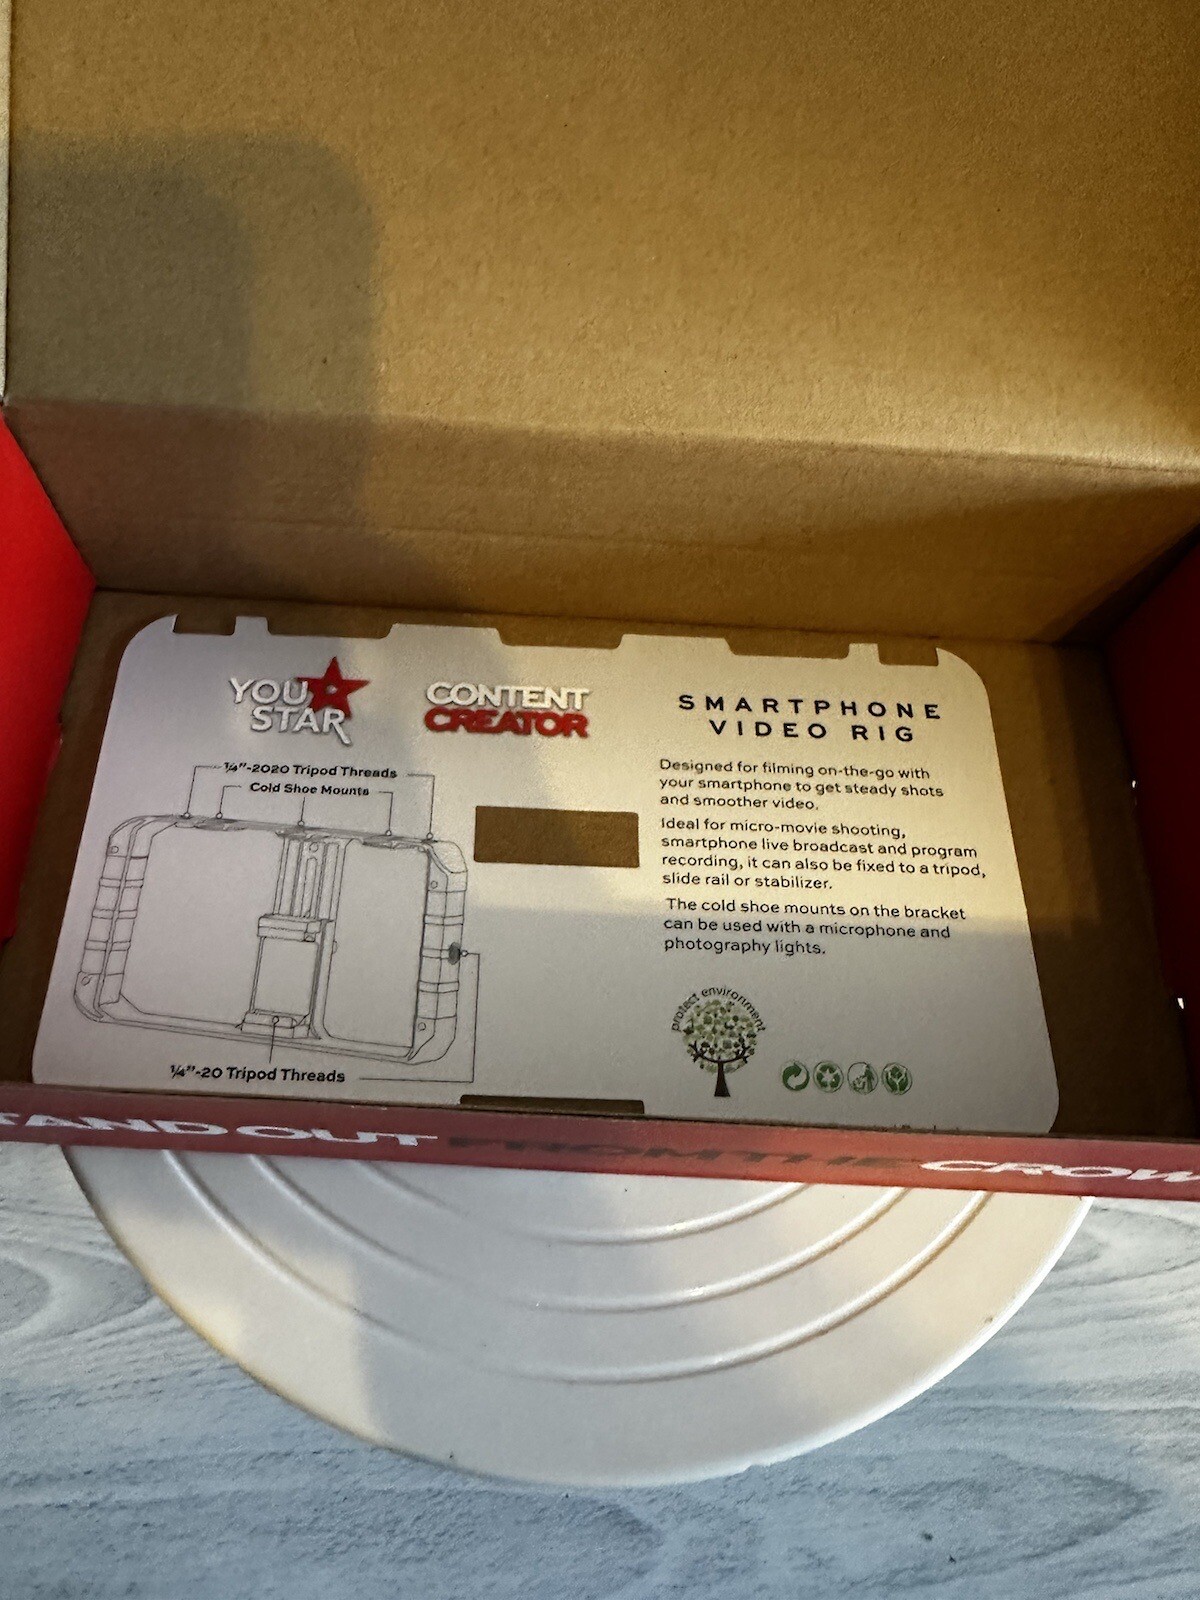 YOU
STAR
CONTENT
CREATOR
SMARTPHONE
VIDEO RIG
Designed for filming on-the-go with
your smartphone to get steady shots
and smoother video.
Ideal for micro-movie shooting,
smartphone live broadcast and program
recording, it can also be fixed to a tripod,
slide rail or stabilizer.
The cold shoe mounts on the bracket
can be used with a microphone and
photography lights.
¼"-2020 Tripod Threads
Cold Shoe Mounts
¼"-20 Tripod Threads
protect environment
TAND OUT FROM THE CROW